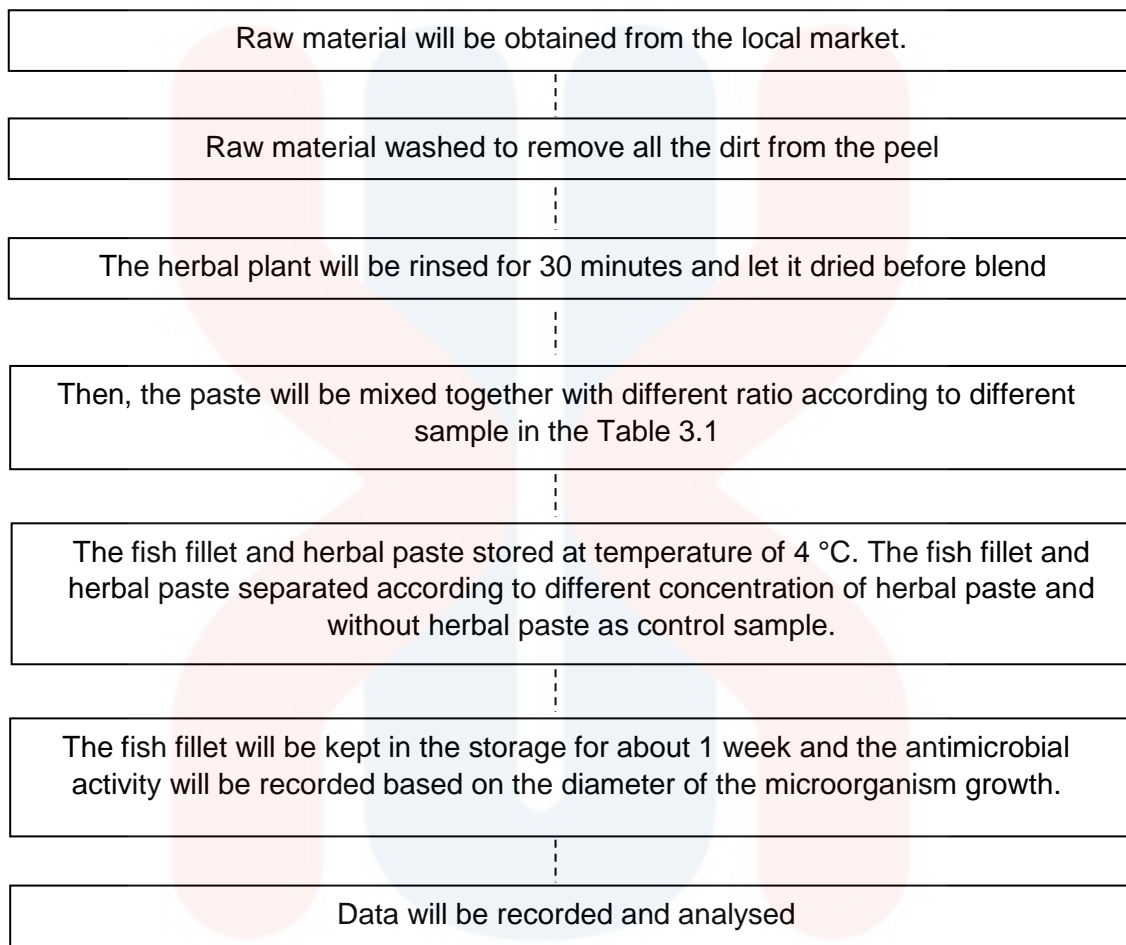 Raw material will be obtained from the local market.
Raw material washed to remove all the dirt from the peel
The herbal plant will be rinsed for 30 minutes and let it dried before blend
Then, the paste will be mixed together with different ratio according to different
sample in the Table 3.1
The fish fillet and herbal paste stored at temperature of 4 °C. The fish fillet and
herbal paste separated according to different concentration of herbal paste and
without herbal paste as control sample.
The fish fillet will be kept in the storage for about 1 week and the antimicrobial
activity will be recorded based on the diameter of the microorganism growth.
Data will be recorded and analysed